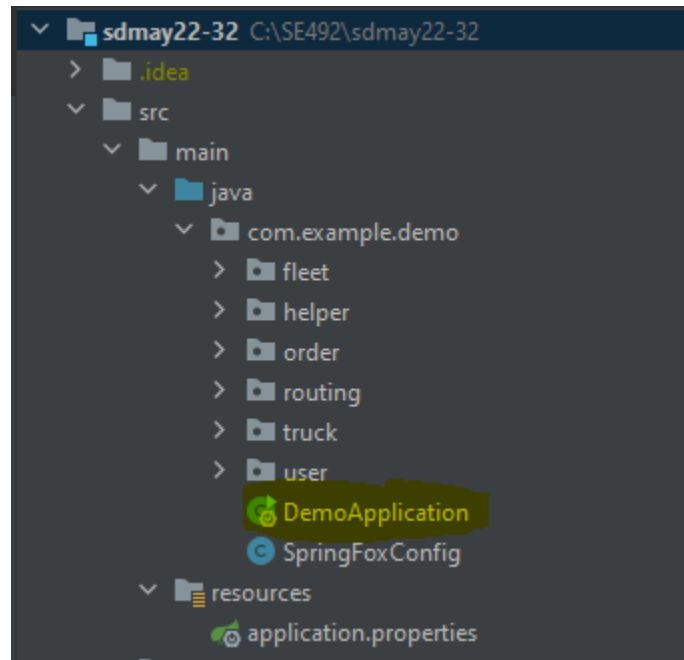 sdmay22-32 C:\SE492\sdmay22-32
.idea
src
main
java
com.example.demo
fleet
helper
order
routing
truck
user
DemoApplication
SpringFoxConfig
resources
application.properties